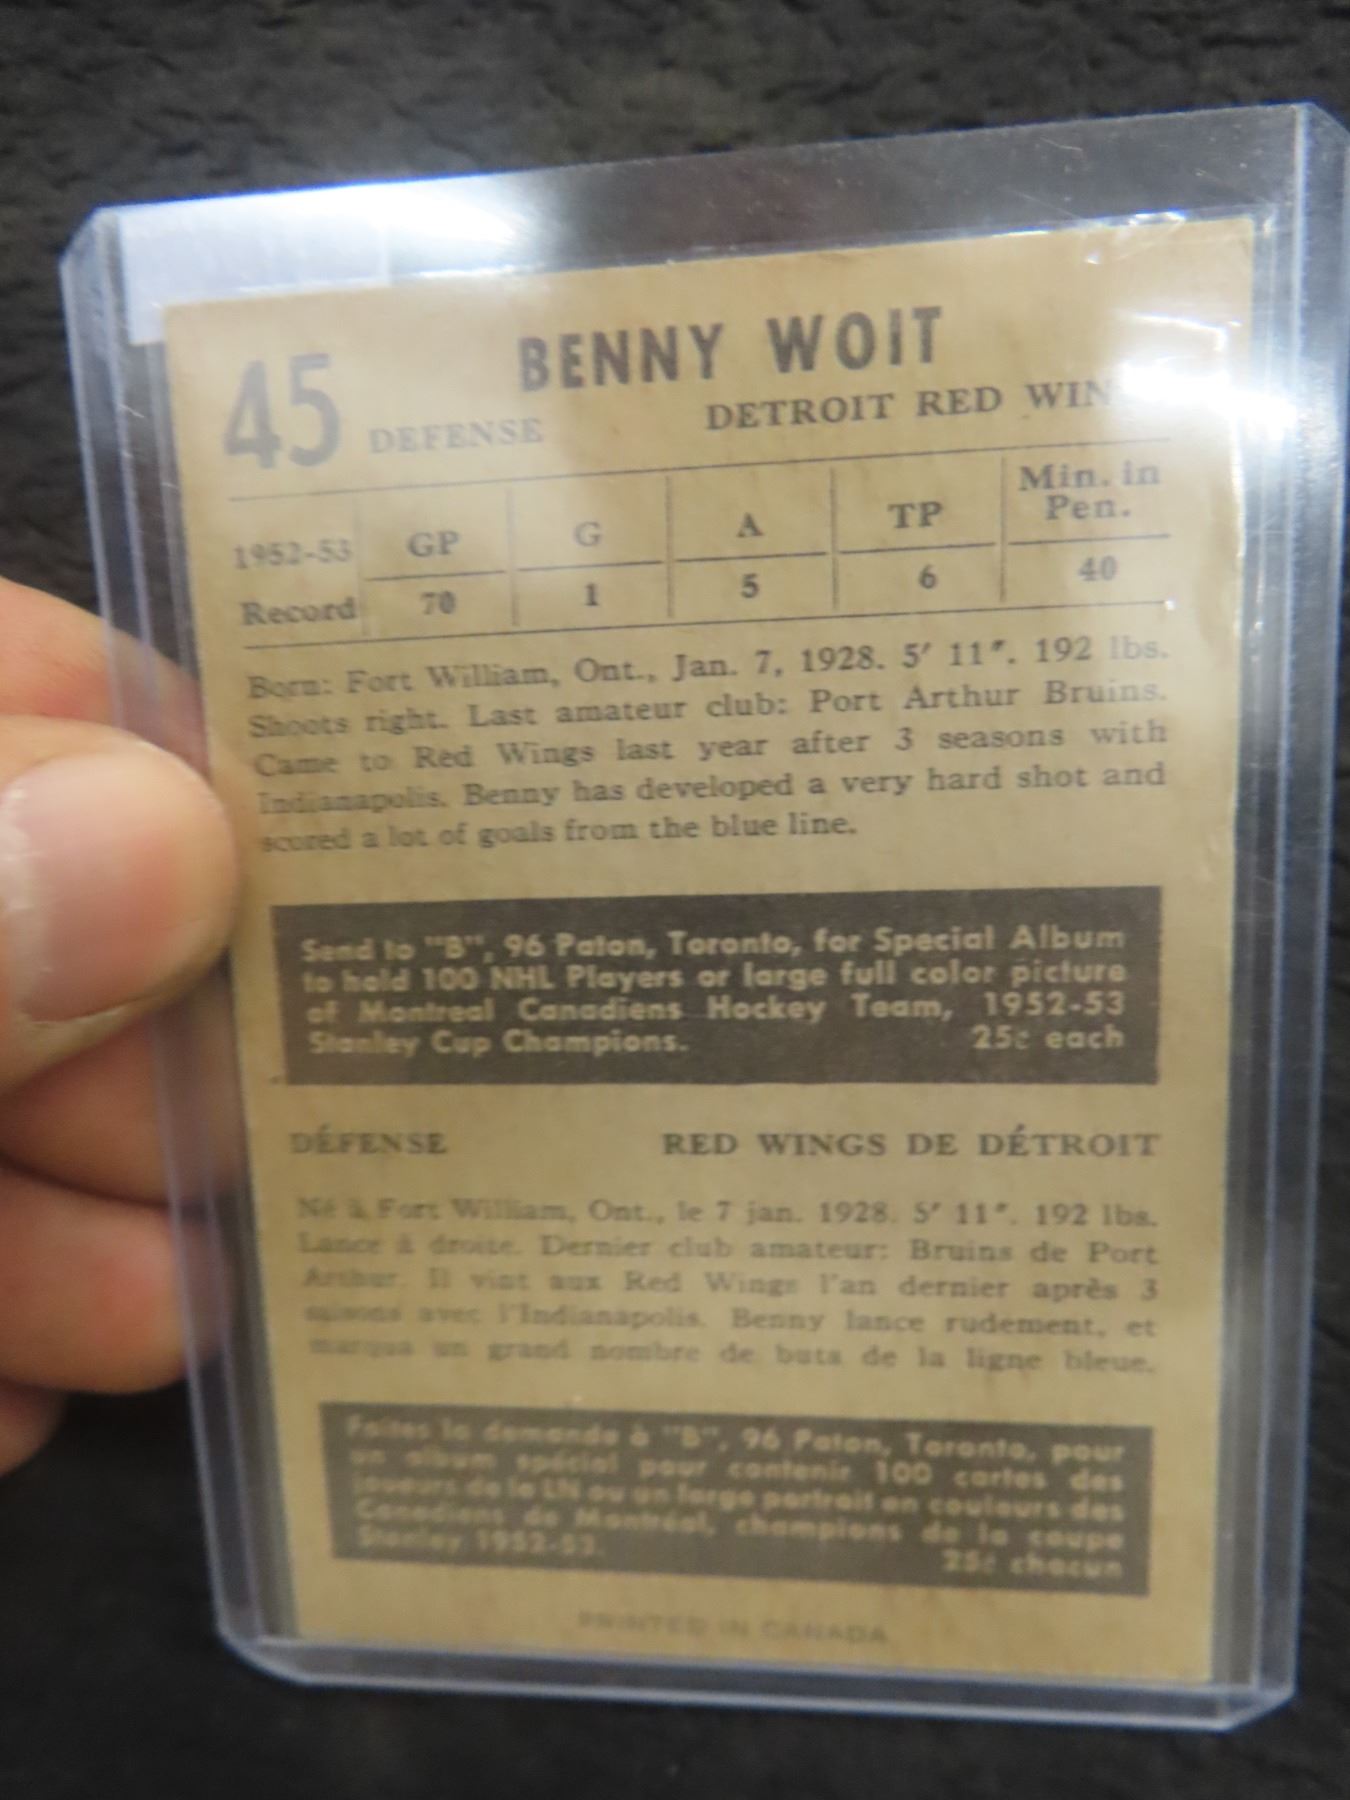 45
BENNY WOIT
DEFENSE DETROIT RED WIN
1952-53 GP G A TP Min. in Pen.
Record 70 1 5 6 40
Born: Fort William, Ont., Jan. 7, 1928. 5′ 11″. 192 lbs.
Shoots right. Last amateur club: Port Arthur Bruins.
Came to Red Wings last year after 3 seasons with
Indianapolis. Benny has developed a very hard shot and
scored a lot of goals from the blue line.
Send to "B", 96 Paton, Toronto, for Special Album
to hold 100 NHL Players or large full color picture
of Montreal Canadiens Hockey Team, 1952-53
Stanley Cup Champions. 25¢ each
DÉFENSE RED WINGS DE DÉTROIT
Né à Fort William, Ont., le 7 jan. 1928. 5′ 11″. 192 lbs.
Lance à droite. Dernier club amateur: Bruins de Port
Arthur. Il vint aux Red Wings l'an dernier après 3
saisons avec l'Indianapolis. Benny lance rudement, et
marqua un grand nombre de buts de la ligne bleue.
Faites la demande à "B", 96 Paton, Toronto, pour
un album spécial pour contenir 100 cartes des
joueurs de la LN ou un large portrait en couleurs des
Canadiens de Montréal, champions de la coupe
Stanley 1952-53. 25¢ chacun
PRINTED IN CANADA